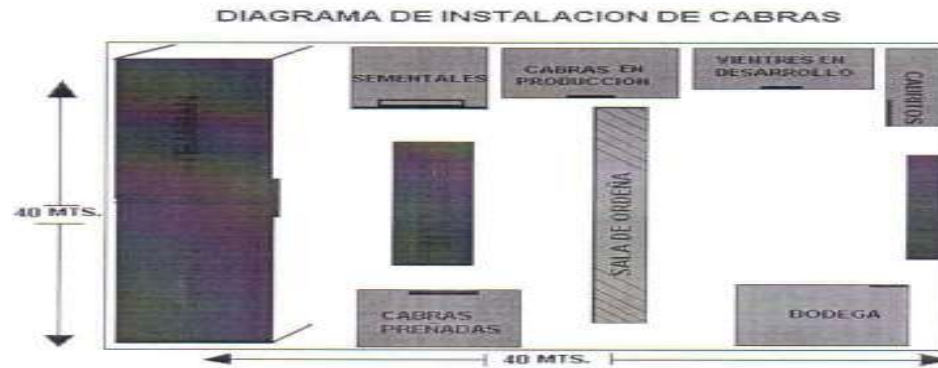 DIAGRAMA DE INSTALACION DE CABRAS
SEMENTALES
CABRAS EN
PRODUCCION
VIENTRES EN
DESARROLLO
CABRITOS
40 MTS.
SALA DE ORDEÑA
CABRAS
PREÑADAS
BODEGA
40 MTS.